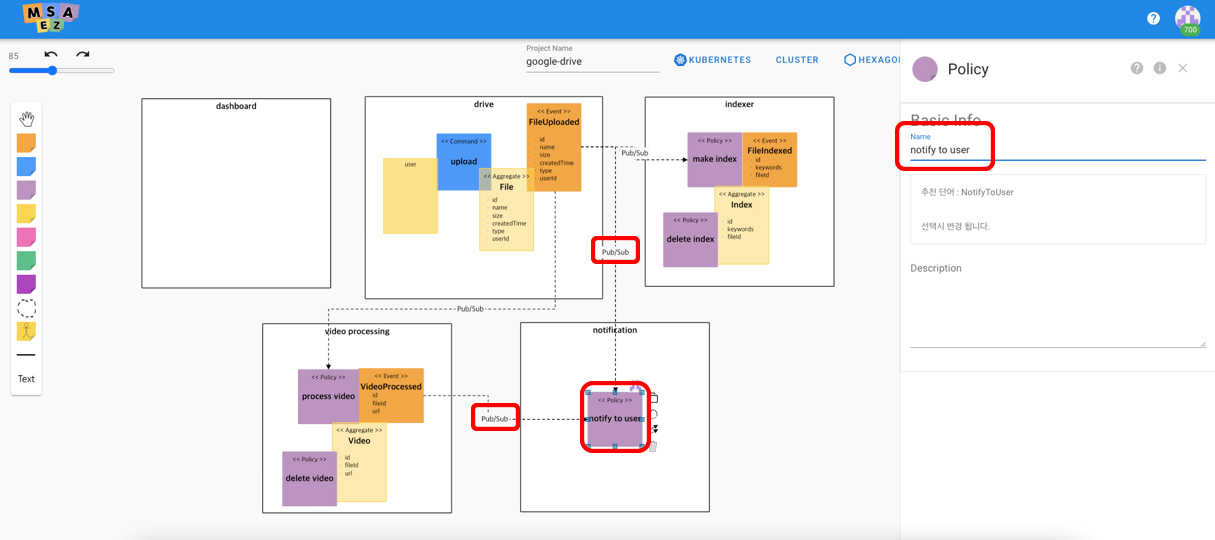 MSA
EZ
700
85
Project Name
google-drive
KUBERNETES
CLUSTER
Policy
Basic Info
Name
notify to user
추천 단어 : NotifyToUser
선택시 변경 됩니다.
Description
Text
dashboard
drive
<< Event >>
FileUploaded
· id
· name
· size
· createdTime
· type
· userId
<< Command >>
upload
user
<< Aggregate >>
File
· id
· name
· size
· createdTime
· type
· userId
Pub/Sub
indexer
<< Policy >>
make index
<< Event >>
FileIndexed
· id
· keywords
· fileId
<< Aggregate >>
Index
· id
· keywords
· fileId
<< Policy >>
delete index
Pub/Sub
Pub/Sub
video processing
<< Policy >>
process video
<< Event >>
VideoProcessed
· id
· fileId
· url
<< Aggregate >>
Video
· id
· fileId
· url
<< Policy >>
delete video
Pub/Sub
notification
<< Policy >>
notify to user